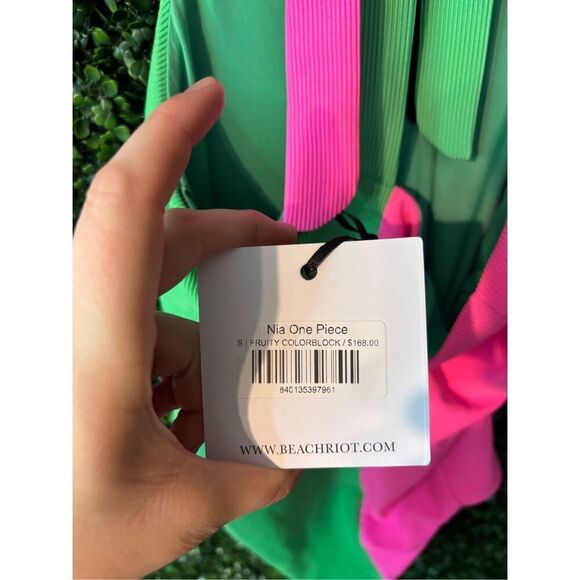 Nia One Piece
S / FRUITY COLORBLOCK / $168.00
840135397961
WWW.BEACHRIOT.COM